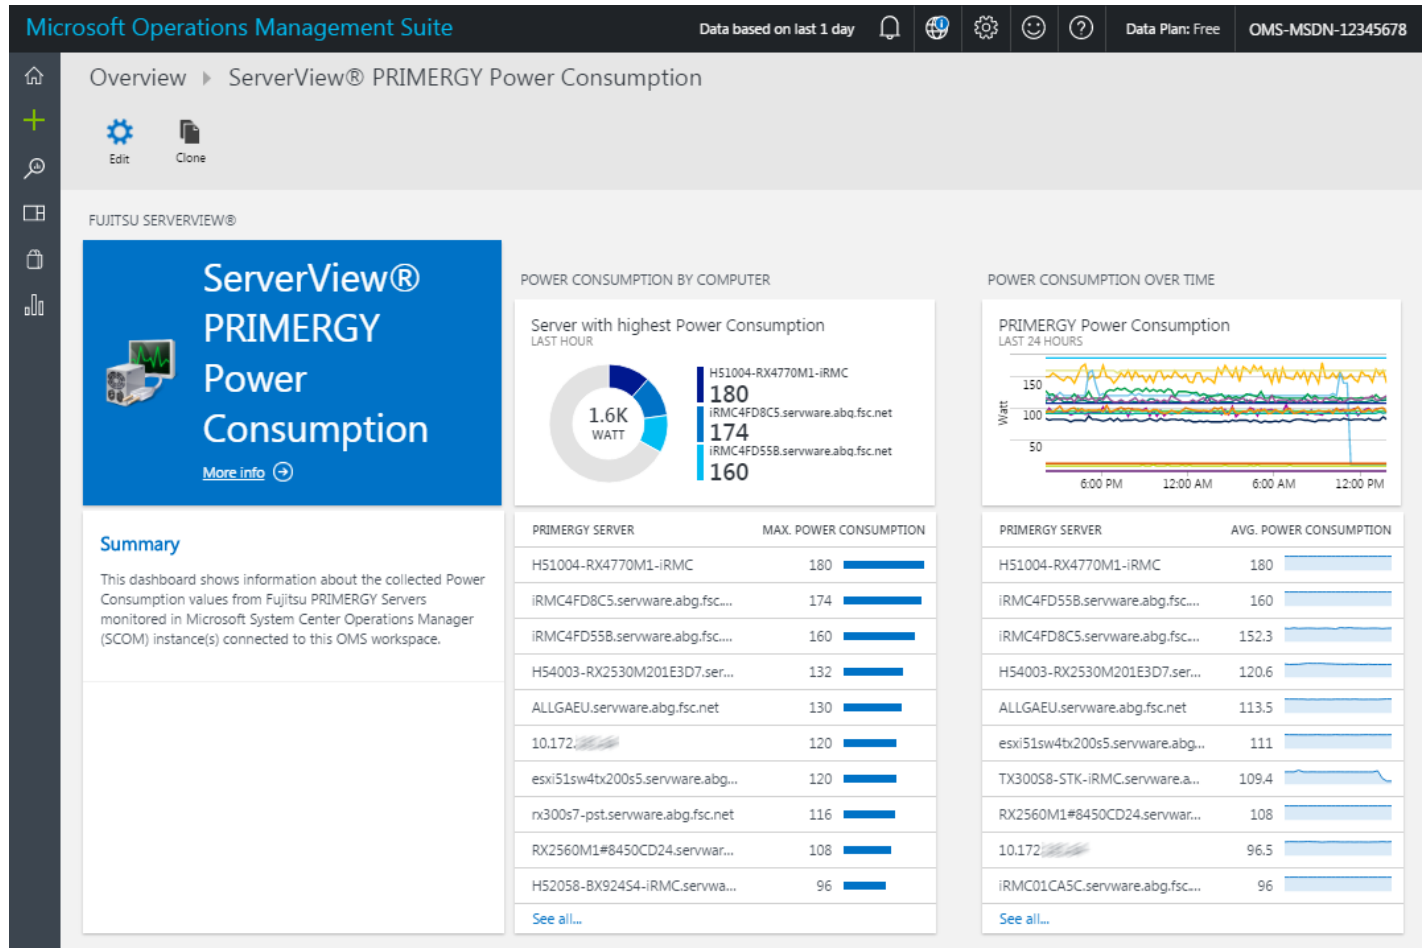 Microsoft Operations Management Suite
Data based on last 1 day
Data Plan: Free
OMS-MSDN-12345678
Overview
ServerView® PRIMERGY Power Consumption
Edit
Clone
FUJITSU SERVERVIEW®
ServerView®
PRIMERGY
Power
Consumption
More info
Summary
This dashboard shows information about the collected Power
Consumption values from Fujitsu PRIMERGY Servers
monitored in Microsoft System Center Operations Manager
(SCOM) instance(s) connected to this OMS workspace.
POWER CONSUMPTION BY COMPUTER
Server with highest Power Consumption
LAST HOUR
1.6K
WATT
H51004-RX4770M1-iRMC
180
iRMC4FD8C5.servware.abg.fsc.net
174
iRMC4FD55B.servware.abg.fsc.net
160
PRIMERGY SERVER MAX. POWER CONSUMPTION
H51004-RX4770M1-iRMC 180
iRMC4FD8C5.servware.abg.fsc.... 174
iRMC4FD55B.servware.abg.fsc.... 160
H54003-RX2530M201E3D7.ser... 132
ALLGAEU.servware.abg.fsc.net 130
10.172. 120
esxi51sw4tx200s5.servware.abg... 120
rx300s7-pst.servware.abg.fsc.net 116
RX2560M1#8450CD24.servwar... 108
H52058-BX924S4-iRMC.servwa... 96
See all...
POWER CONSUMPTION OVER TIME
PRIMERGY Power Consumption
LAST 24 HOURS
Watt
150
100
50
6:00 PM 12:00 AM 6:00 AM 12:00 PM
PRIMERGY SERVER AVG. POWER CONSUMPTION
H51004-RX4770M1-iRMC 180
iRMC4FD55B.servware.abg.fsc.... 160
iRMC4FD8C5.servware.abg.fsc.... 152.3
H54003-RX2530M201E3D7.ser... 120.6
ALLGAEU.servware.abg.fsc.net 113.5
esxi51sw4tx200s5.servware.abg... 111
TX300S8-STK-iRMC.servware.a... 109.4
RX2560M1#8450CD24.servwar... 108
10.172 96.5
iRMC01CA5C.servware.abg.fsc.... 96
See all...